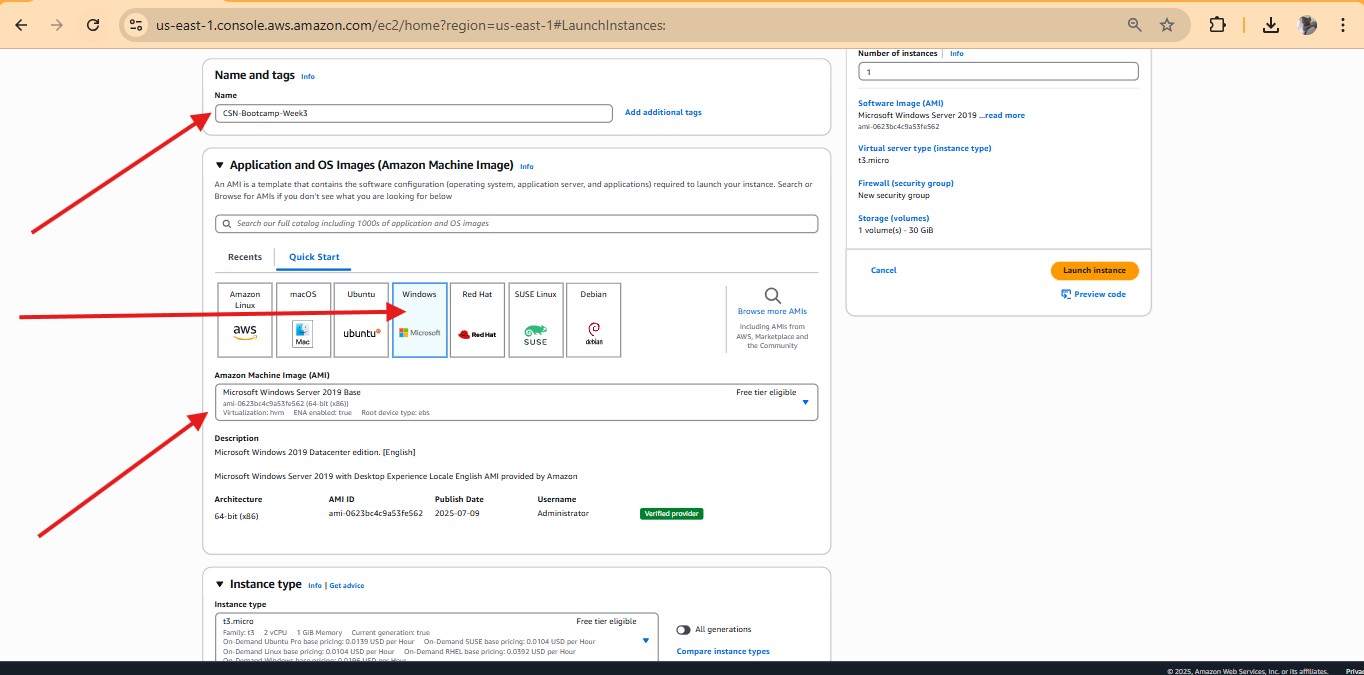 us-east-1.console.aws.amazon.com/ec2/home?region=us-east-1#LaunchInstances:
Name and tags Info
Name
CSN-Bootcamp-Week3
Add additional tags
Application and OS Images (Amazon Machine Image) Info
An AMI is a template that contains the software configuration (operating system, application server, and applications) required to launch your instance. Search or
Browse for AMIs if you don't see what you are looking for below
Search our full catalog including 1000s of application and OS images
Recents
Quick Start
Amazon
Linux
aws
macOS
Mac
Ubuntu
ubuntu
Windows
Microsoft
Red Hat
Red Hat
SUSE Linux
SUSE
Debian
debian
Browse more AMIs
Including AMIs from
AWS, Marketplace and
the Community
Amazon Machine Image (AMI)
Microsoft Windows Server 2019 Base
Free tier eligible
ami-0623bc4c9a53fe562 (64-bit (x86))
Virtualization: hvm ENA enabled: true Root device type: ebs
Description
Microsoft Windows 2019 Datacenter edition. [English]
Microsoft Windows Server 2019 with Desktop Experience Locale English AMI provided by Amazon
Architecture AMI ID Publish Date Username
64-bit (x86) ami-0623bc4c9a53fe562 2025-07-09 Administrator Verified provider
Instance type Info | Get advice
Instance type
t3.micro
Free tier eligible
Family: t3 2 vCPU 1 GiB Memory Current generation: true
On-Demand Ubuntu Pro base pricing: 0.0139 USD per Hour On-Demand SUSE base pricing: 0.0104 USD per Hour
On-Demand Linux base pricing: 0.0104 USD per Hour On-Demand RHEL base pricing: 0.0392 USD per Hour
On-Demand Windows base pricing: 0.0196 USD per Hour
All generations
Compare instance types
Number of instances Info
1
Software Image (AMI)
Microsoft Windows Server 2019 ...read more
ami-0623bc4c9a53fe562
Virtual server type (instance type)
t3.micro
Firewall (security group)
New security group
Storage (volumes)
1 volume(s) - 30 GiB
Cancel
Launch instance
Preview code
© 2025, Amazon Web Services, Inc. or its affiliates.